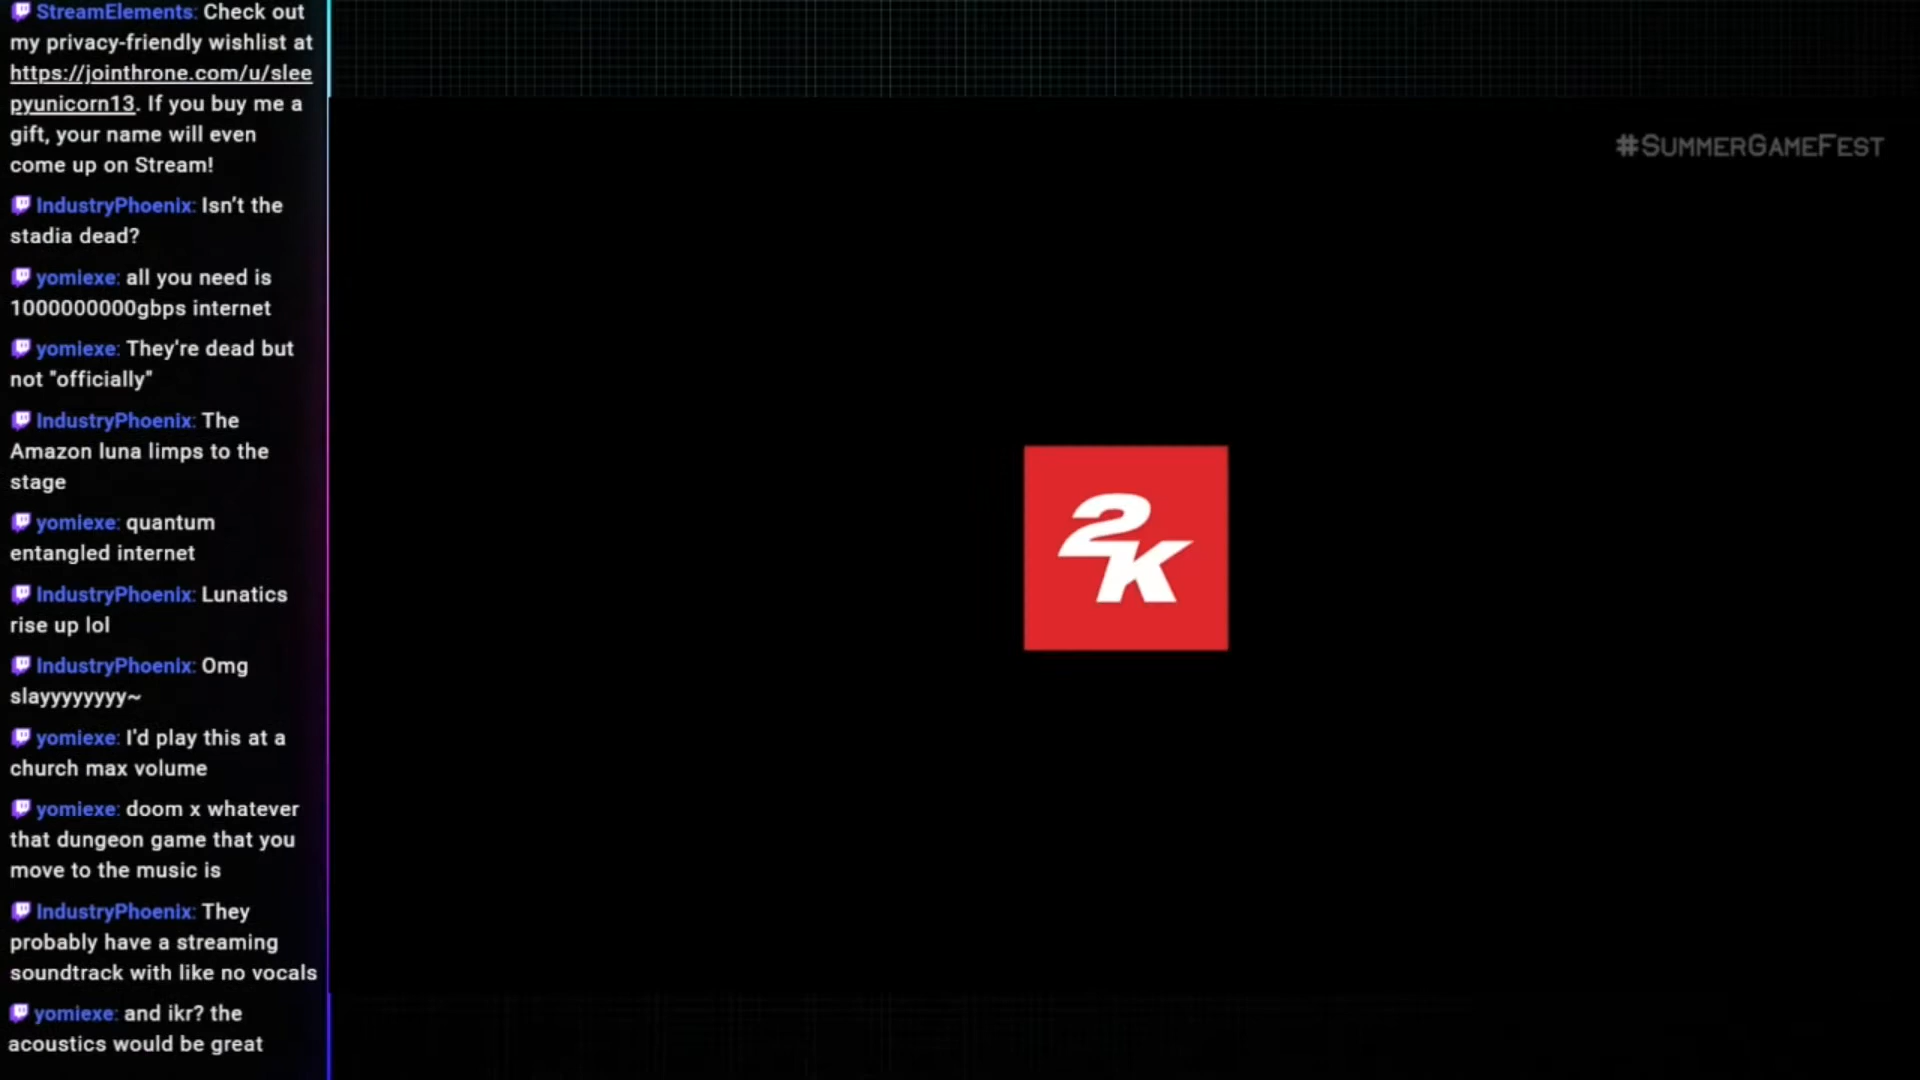 StreamElements: Check out
my privacy-friendly wishlist at
https://jointhrone.com/u/slee
pyunicorn13. If you buy me a
gift, your name will even
come up on Stream!
IndustryPhoenix: Isn’t the
stadia dead?
yomiexe: all you need is
1000000000gbps internet
yomiexe: They're dead but
not "officially"
IndustryPhoenix: The
Amazon luna limps to the
stage
yomiexe: quantum
entangled internet
IndustryPhoenix: Lunatics
rise up lol
IndustryPhoenix: Omg
slayyyyyyyy~
yomiexe: I'd play this at a
church max volume
yomiexe: doom x whatever
that dungeon game that you
move to the music is
IndustryPhoenix: They
probably have a streaming
soundtrack with like no vocals
yomiexe: and ikr? the
acoustics would be great
#SUMMERGAMEFEST
2K